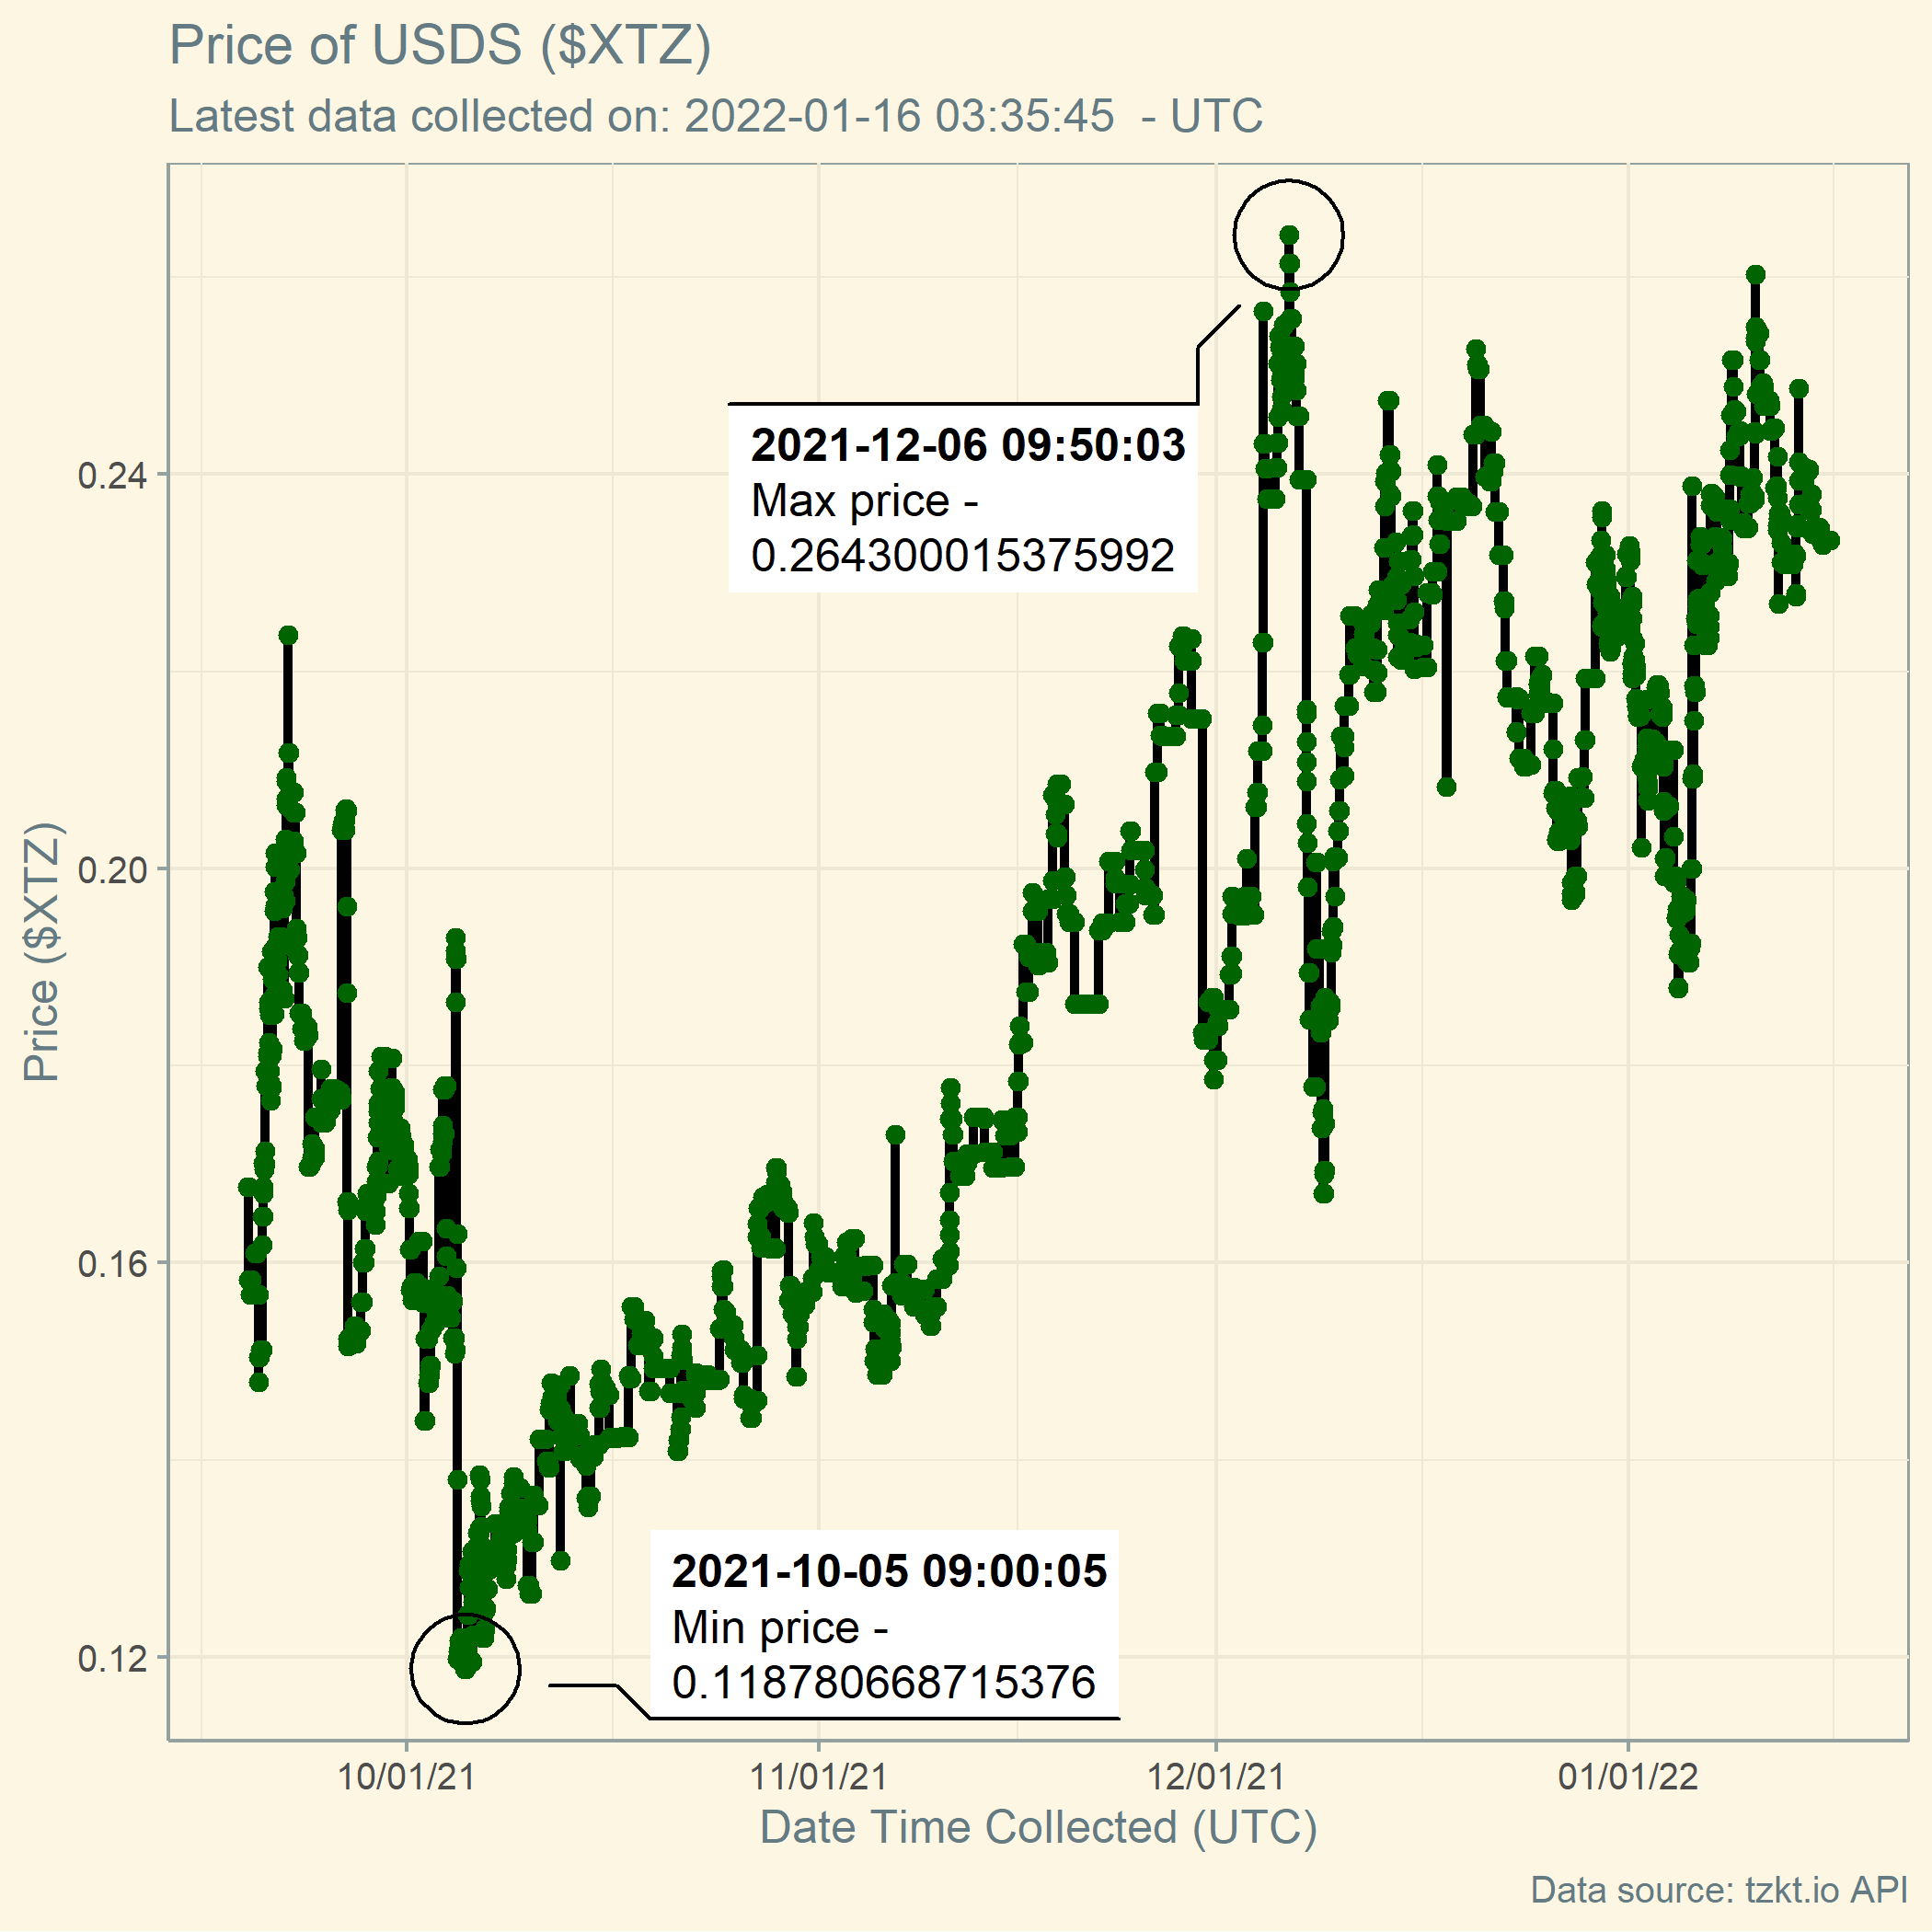 Price of USDS ($XTZ)
Latest data collected on: 2022-01-16 03:35:45  - UTC
2021-12-06 09:50:03
Max price -
0.264300015375992
0.24
0.20
0.16
0.12
Price ($XTZ)
2021-10-05 09:00:05
Min price -
0.118780668715376
10/01/21
11/01/21
12/01/21
01/01/22
Date Time Collected (UTC)
Data source: tzkt.io API